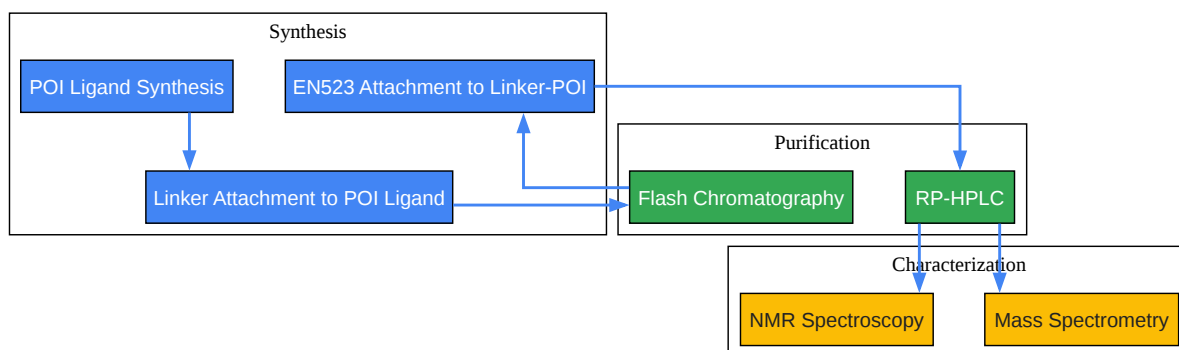 Synthesis
POI Ligand Synthesis
EN523 Attachment to Linker-POI
Linker Attachment to POI Ligand
Purification
Flash Chromatography
RP-HPLC
Characterization
NMR Spectroscopy
Mass Spectrometry